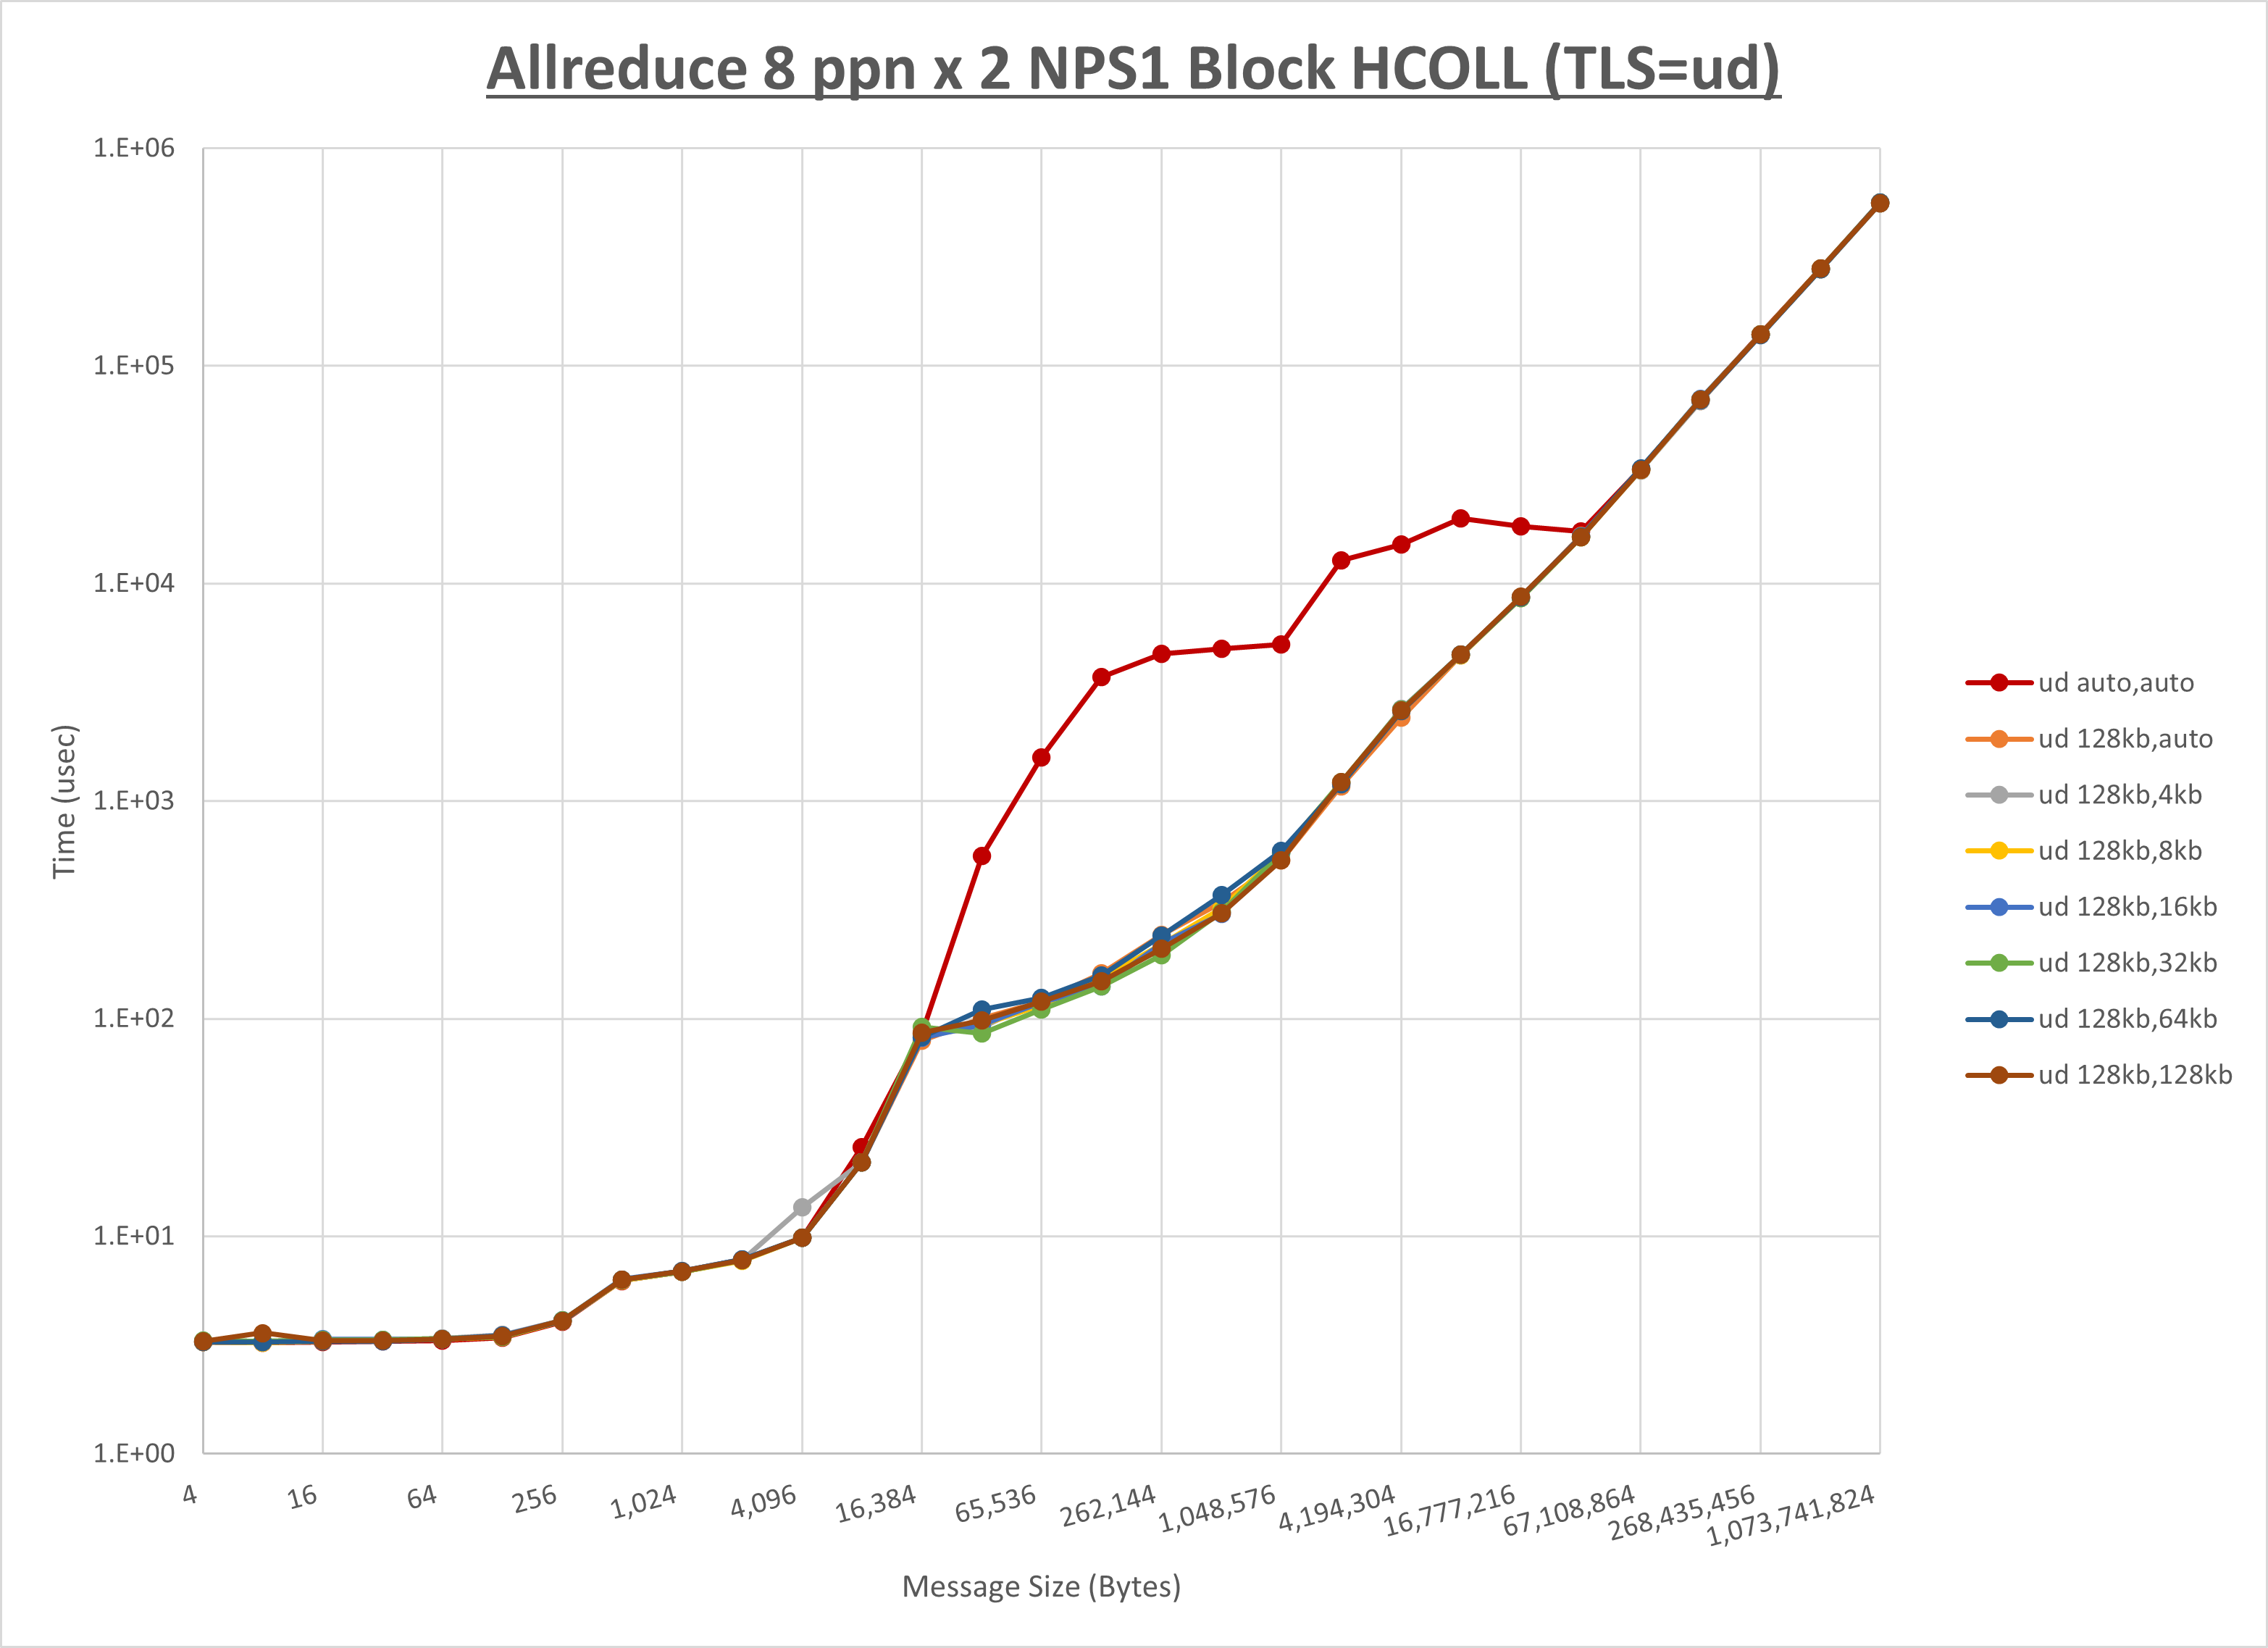 Allreduce 8 ppn x 2 NPS1 Block HCOLL (TLS=ud)
1.E+06
1.E+05
1.E+04
1.E+03
1.E+02
1.E+01
1.E+00
Time (usec)
4
16
64
256
1,024
4,096
16,384
65,536
262,144
1,048,576
4,194,304
16,777,216
67,108,864
268,435,456
1,073,741,824
Message Size (Bytes)
ud auto,auto
ud 128kb,auto
ud 128kb,4kb
ud 128kb,8kb
ud 128kb,16kb
ud 128kb,32kb
ud 128kb,64kb
ud 128kb,128kb